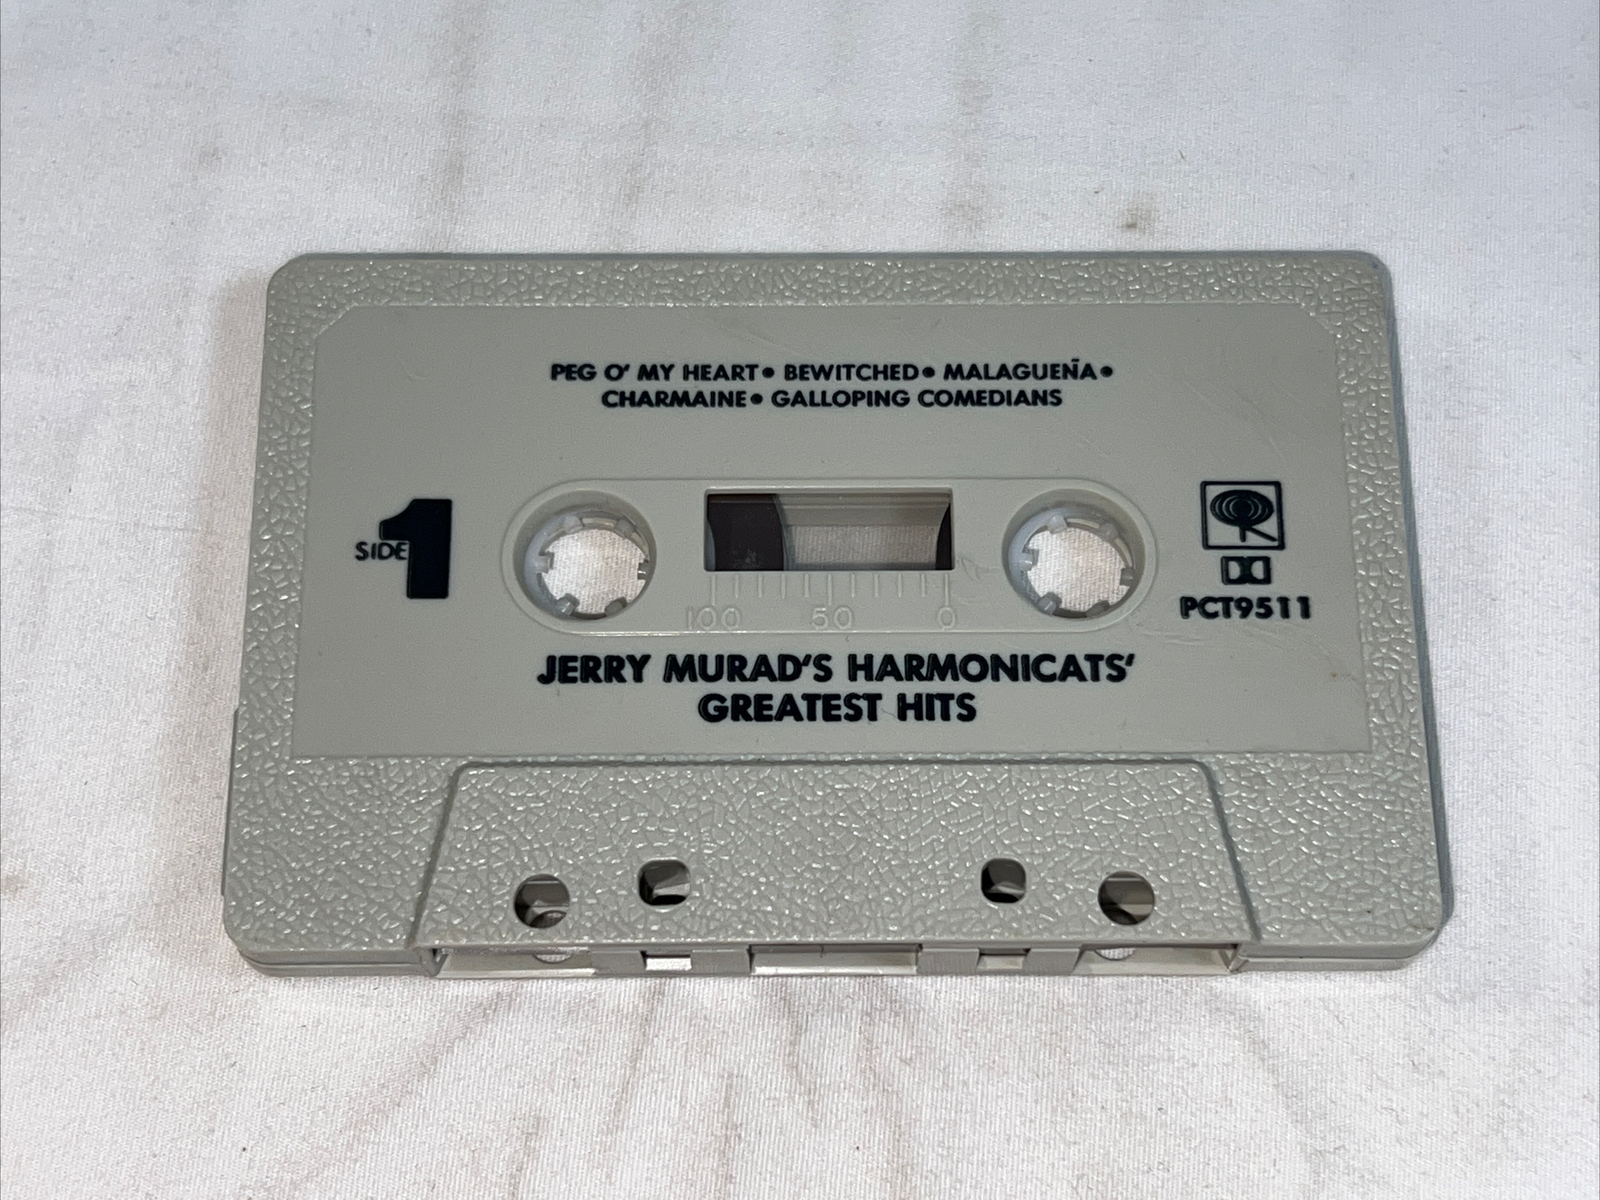 PEG O' MY HEART • BEWITCHED • MALAGUEÑA •
CHARMAINE • GALLOPING COMEDIANS
SIDE 1
100 50 0
PCT9511
JERRY MURAD'S HARMONICATS'
GREATEST HITS